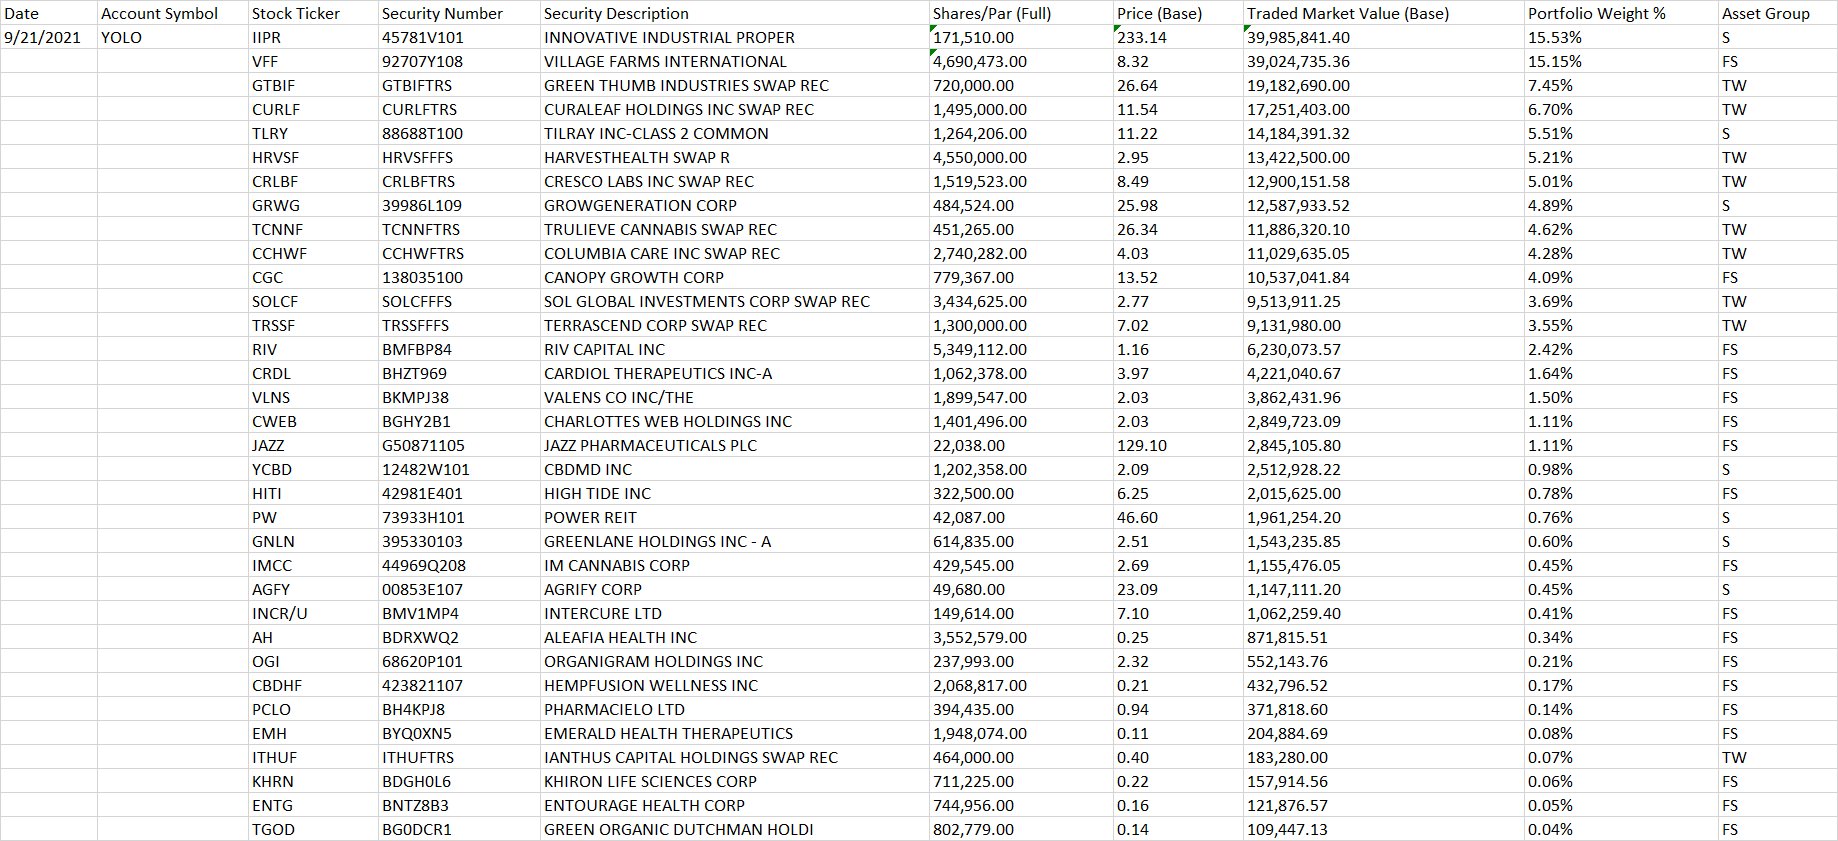 Date Account Symbol Stock Ticker Security Number Security Description Shares/Par (Full) Price (Base) Traded Market Value (Base) Portfolio Weight % Asset Group
9/21/2021 YOLO IIPR 45781V101 INNOVATIVE INDUSTRIAL PROPER 171,510.00 233.14 39,985,841.40 15.53% S
VFF 92707Y108 VILLAGE FARMS INTERNATIONAL 4,690,473.00 8.32 39,024,735.36 15.15% FS
GTBIF GTBIFTRS GREEN THUMB INDUSTRIES SWAP REC 720,000.00 26.64 19,182,690.00 7.45% TW
CURLF CURLFTRS CURALEAF HOLDINGS INC SWAP REC 1,495,000.00 11.54 17,251,403.00 6.70% TW
TLRY 88688T100 TILRAY INC-CLASS 2 COMMON 1,264,206.00 11.22 14,184,391.32 5.51% S
HRVSF HRVSFFFS HARVESTHEALTH SWAP R 4,550,000.00 2.95 13,422,500.00 5.21% TW
CRLBF CRLBFTRS CRESCO LABS INC SWAP REC 1,519,523.00 8.49 12,900,151.58 5.01% TW
GRWG 39986L109 GROWGENERATION CORP 484,524.00 25.98 12,587,933.52 4.89% S
TCNNF TCNNFTRS TRULIEVE CANNABIS SWAP REC 451,265.00 26.34 11,886,320.10 4.62% TW
CCHWF CCHWFTRS COLUMBIA CARE INC SWAP REC 2,740,282.00 4.03 11,029,635.05 4.28% TW
CGC 138035100 CANOPY GROWTH CORP 779,367.00 13.52 10,537,041.84 4.09% FS
SOLCF SOLCFFFS SOL GLOBAL INVESTMENTS CORP SWAP REC 3,434,625.00 2.77 9,513,911.25 3.69% TW
TRSSF TRSSFFFS TERRASCEND CORP SWAP REC 1,300,000.00 7.02 9,131,980.00 3.55% TW
RIV BMFBP84 RIV CAPITAL INC 5,349,112.00 1.16 6,230,073.57 2.42% FS
CRDL BHZT969 CARDIOL THERAPEUTICS INC-A 1,062,378.00 3.97 4,221,040.67 1.64% FS
VLNS BKMPJ38 VALENS CO INC/THE 1,899,547.00 2.03 3,862,431.96 1.50% FS
CWEB BGHY2B1 CHARLOTTES WEB HOLDINGS INC 1,401,496.00 2.03 2,849,723.09 1.11% FS
JAZZ G50871105 JAZZ PHARMACEUTICALS PLC 22,038.00 129.10 2,845,105.80 1.11% FS
YCBD 12482W101 CBDMD INC 1,202,358.00 2.09 2,512,928.22 0.98% S
HITI 42981E401 HIGH TIDE INC 322,500.00 6.25 2,015,625.00 0.78% FS
PW 73933H101 POWER REIT 42,087.00 46.60 1,961,254.20 0.76% S
GNLN 395330103 GREENLANE HOLDINGS INC - A 614,835.00 2.51 1,543,235.85 0.60% S
IMCC 44969Q208 IM CANNABIS CORP 429,545.00 2.69 1,155,476.05 0.45% FS
AGFY 00853E107 AGRIFY CORP 49,680.00 23.09 1,147,111.20 0.45% S
INCR/U BMV1MP4 INTERCURE LTD 149,614.00 7.10 1,062,259.40 0.41% FS
AH BDRXWQ2 ALEAFIA HEALTH INC 3,552,579.00 0.25 871,815.51 0.34% FS
OGI 68620P101 ORGANIGRAM HOLDINGS INC 237,993.00 2.32 552,143.76 0.21% FS
CBDHF 423821107 HEMPFUSION WELLNESS INC 2,068,817.00 0.21 432,796.52 0.17% FS
PCLO BH4KPJ8 PHARMACIELO LTD 394,435.00 0.94 371,818.60 0.14% FS
EMH BYQ0XN5 EMERALD HEALTH THERAPEUTICS 1,948,074.00 0.11 204,884.69 0.08% FS
ITHUF ITHUFTRS IANTHUS CAPITAL HOLDINGS SWAP REC 464,000.00 0.40 183,280.00 0.07% TW
KHRN BDGH0L6 KHIRON LIFE SCIENCES CORP 711,225.00 0.22 157,914.56 0.06% FS
ENTG BNTZ8B3 ENTOURAGE HEALTH CORP 744,956.00 0.16 121,876.57 0.05% FS
TGOD BG0DCR1 GREEN ORGANIC DUTCHMAN HOLDI 802,779.00 0.14 109,447.13 0.04% FS